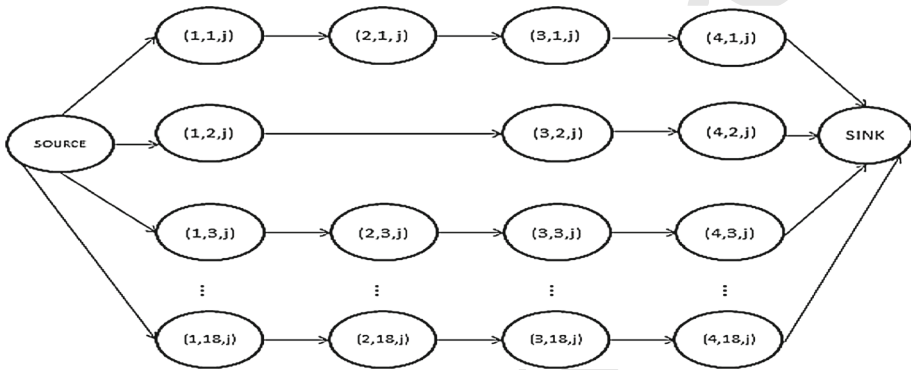 (1,1,j) (2,1, j) (3,1,j) (4,1,j)
SOURCE (1,2,j) (3,2,j) (4,2,j) SINK
(1,3,j) (2,3,j) (3,3,j) (4,3,j)
... ... ... ...
(1,18,j) (2,18,j) (3,18,j) (4,18,j)